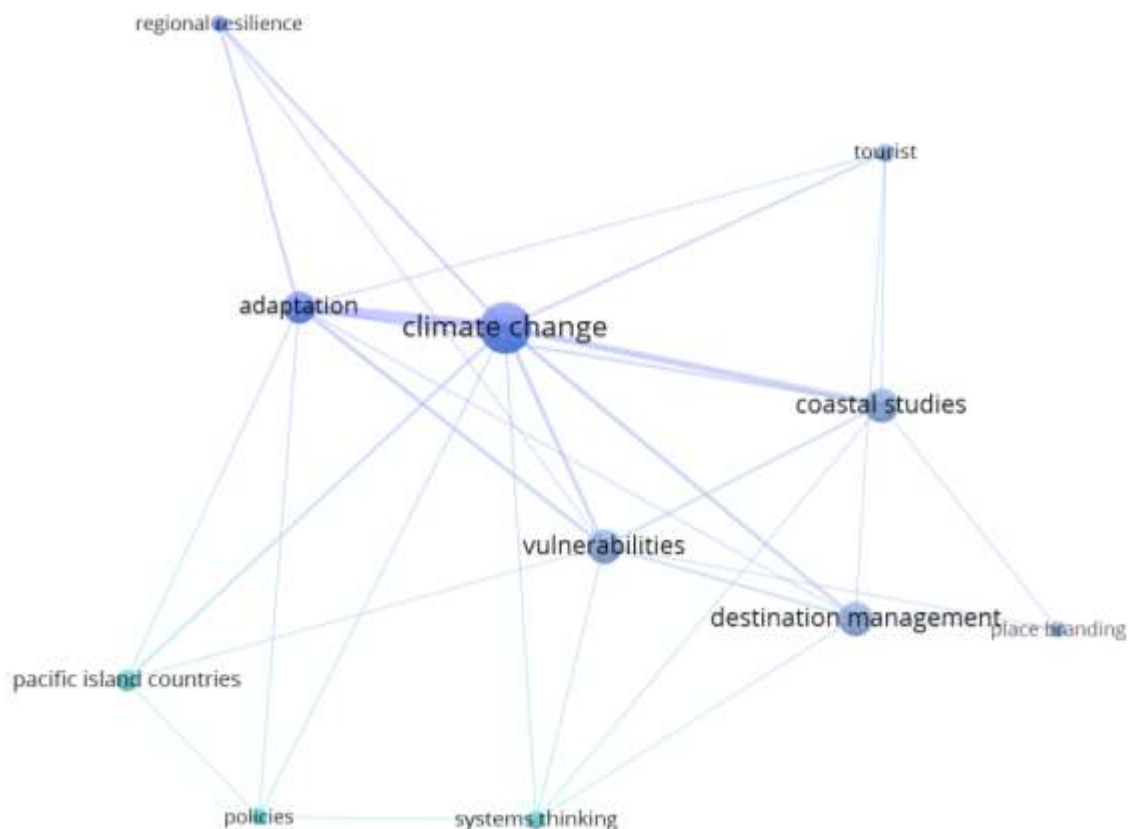 regional resilience
tourist
adaptation
climate change
coastal studies
vulnerabilities
destination management
place branding
pacific island countries
policies
systems thinking